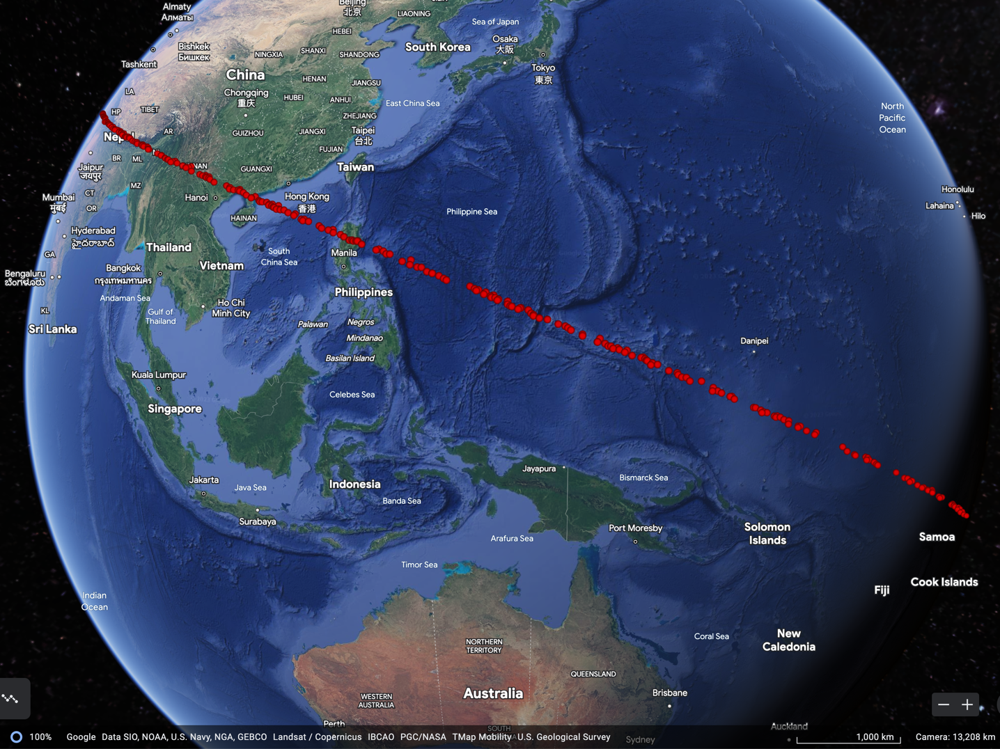 Almaty
Алматы
Beijing
北京
LIAONING
Sea of Japan
HEBEI
Osaka
大阪
Bishkek
Бишкек
NINGXIA
SHANXI
SHANDONG
South Korea
Tashkent
China
Tokyo
東京
HENAN
JIANGSU
LA
Chongqing
重庆
HUBEI
ANHUI
East China Sea
North
Pacific
Ocean
HP
TIBET
ZHEJIANG
AR
GUIZHOU
JIANGXI
Taipei
台北
Nepal
FUJIAN
BR
ML
Jaipur
जयपुर
GUANGXI
Taiwan
MZ
CT
Mumbai
मुंबई
OR
Hanoi
Hong Kong
香港
HAINAN
Philippine Sea
Honolulu
Lahaina
Hilo
Hyderabad
హైదరాబాద్
Thailand
South
China Sea
Manila
GA
Bangkok
กรุงเทพมหานคร
Vietnam
Bengaluru
ಬೆಂಗಳೂರು
Andaman Sea
Philippines
KL
Gulf of
Thailand
Ho Chi
Minh City
Sri Lanka
Palawan
Negros
Mindanao
Danipei
Basilan Island
Kuala Lumpur
Celebes Sea
Singapore
Jayapura
Bismarck Sea
Jakarta
Java Sea
Indonesia
Banda Sea
Surabaya
Port Moresby
Solomon
Islands
Arafura Sea
Samoa
Timor Sea
Cook Islands
Fiji
Indian
Ocean
Coral Sea
New
Caledonia
NORTHERN
TERRITORY
QUEENSLAND
WESTERN
AUSTRALIA
Australia
Brisbane
Perth
Auckland
SOUTH
Sydney
100% Google Data SIO, NOAA, U.S. Navy, NGA, GEBCO Landsat / Copernicus IBCAO PGC/NASA TMap Mobility U.S. Geological Survey
1,000 km
Camera: 13,208 km